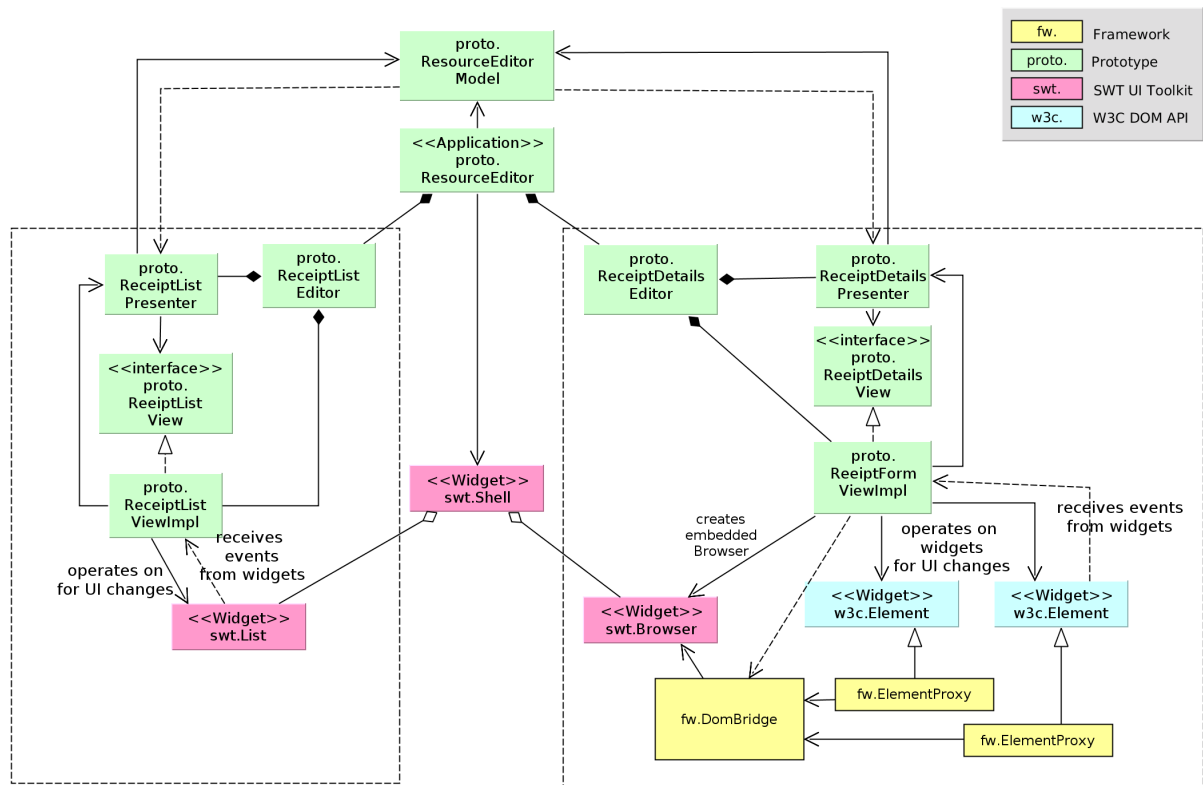 fw.
Framework
proto.
Prototype
swt.
SWT UI Toolkit
w3c.
W3C DOM API
proto.
ResourceEditor
Model
<<Application>>
proto.
ResourceEditor
proto.
ReceiptList
Presenter
proto.
ReceiptList
Editor
<<interface>>
proto.
ReeiptList
View
proto.
ReceiptList
ViewImpl
receives
events
from widgets
operates on
for UI changes
<<Widget>>
swt.List
<<Widget>>
swt.Shell
proto.
ReceiptDetails
Editor
proto.
ReceiptDetails
Presenter
<<interface>>
proto.
ReeiptDetails
View
proto.
ReeiptForm
ViewImpl
creates
embedded
Browser
operates on
widgets
for UI changes
receives events
from widgets
<<Widget>>
swt.Browser
<<Widget>>
w3c.Element
<<Widget>>
w3c.Element
fw.DomBridge
fw.ElementProxy
fw.ElementProxy